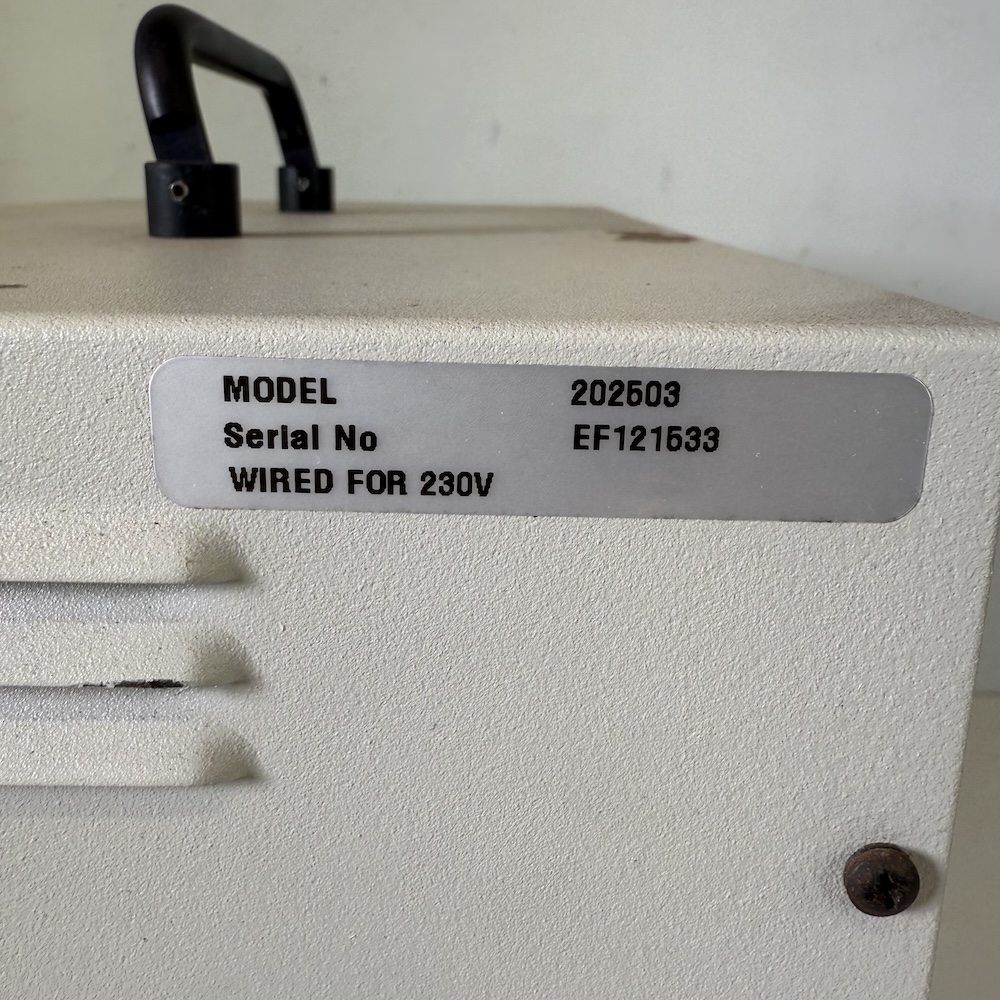 MODEL 202503
Serial No EF121533
WIRED FOR 230V